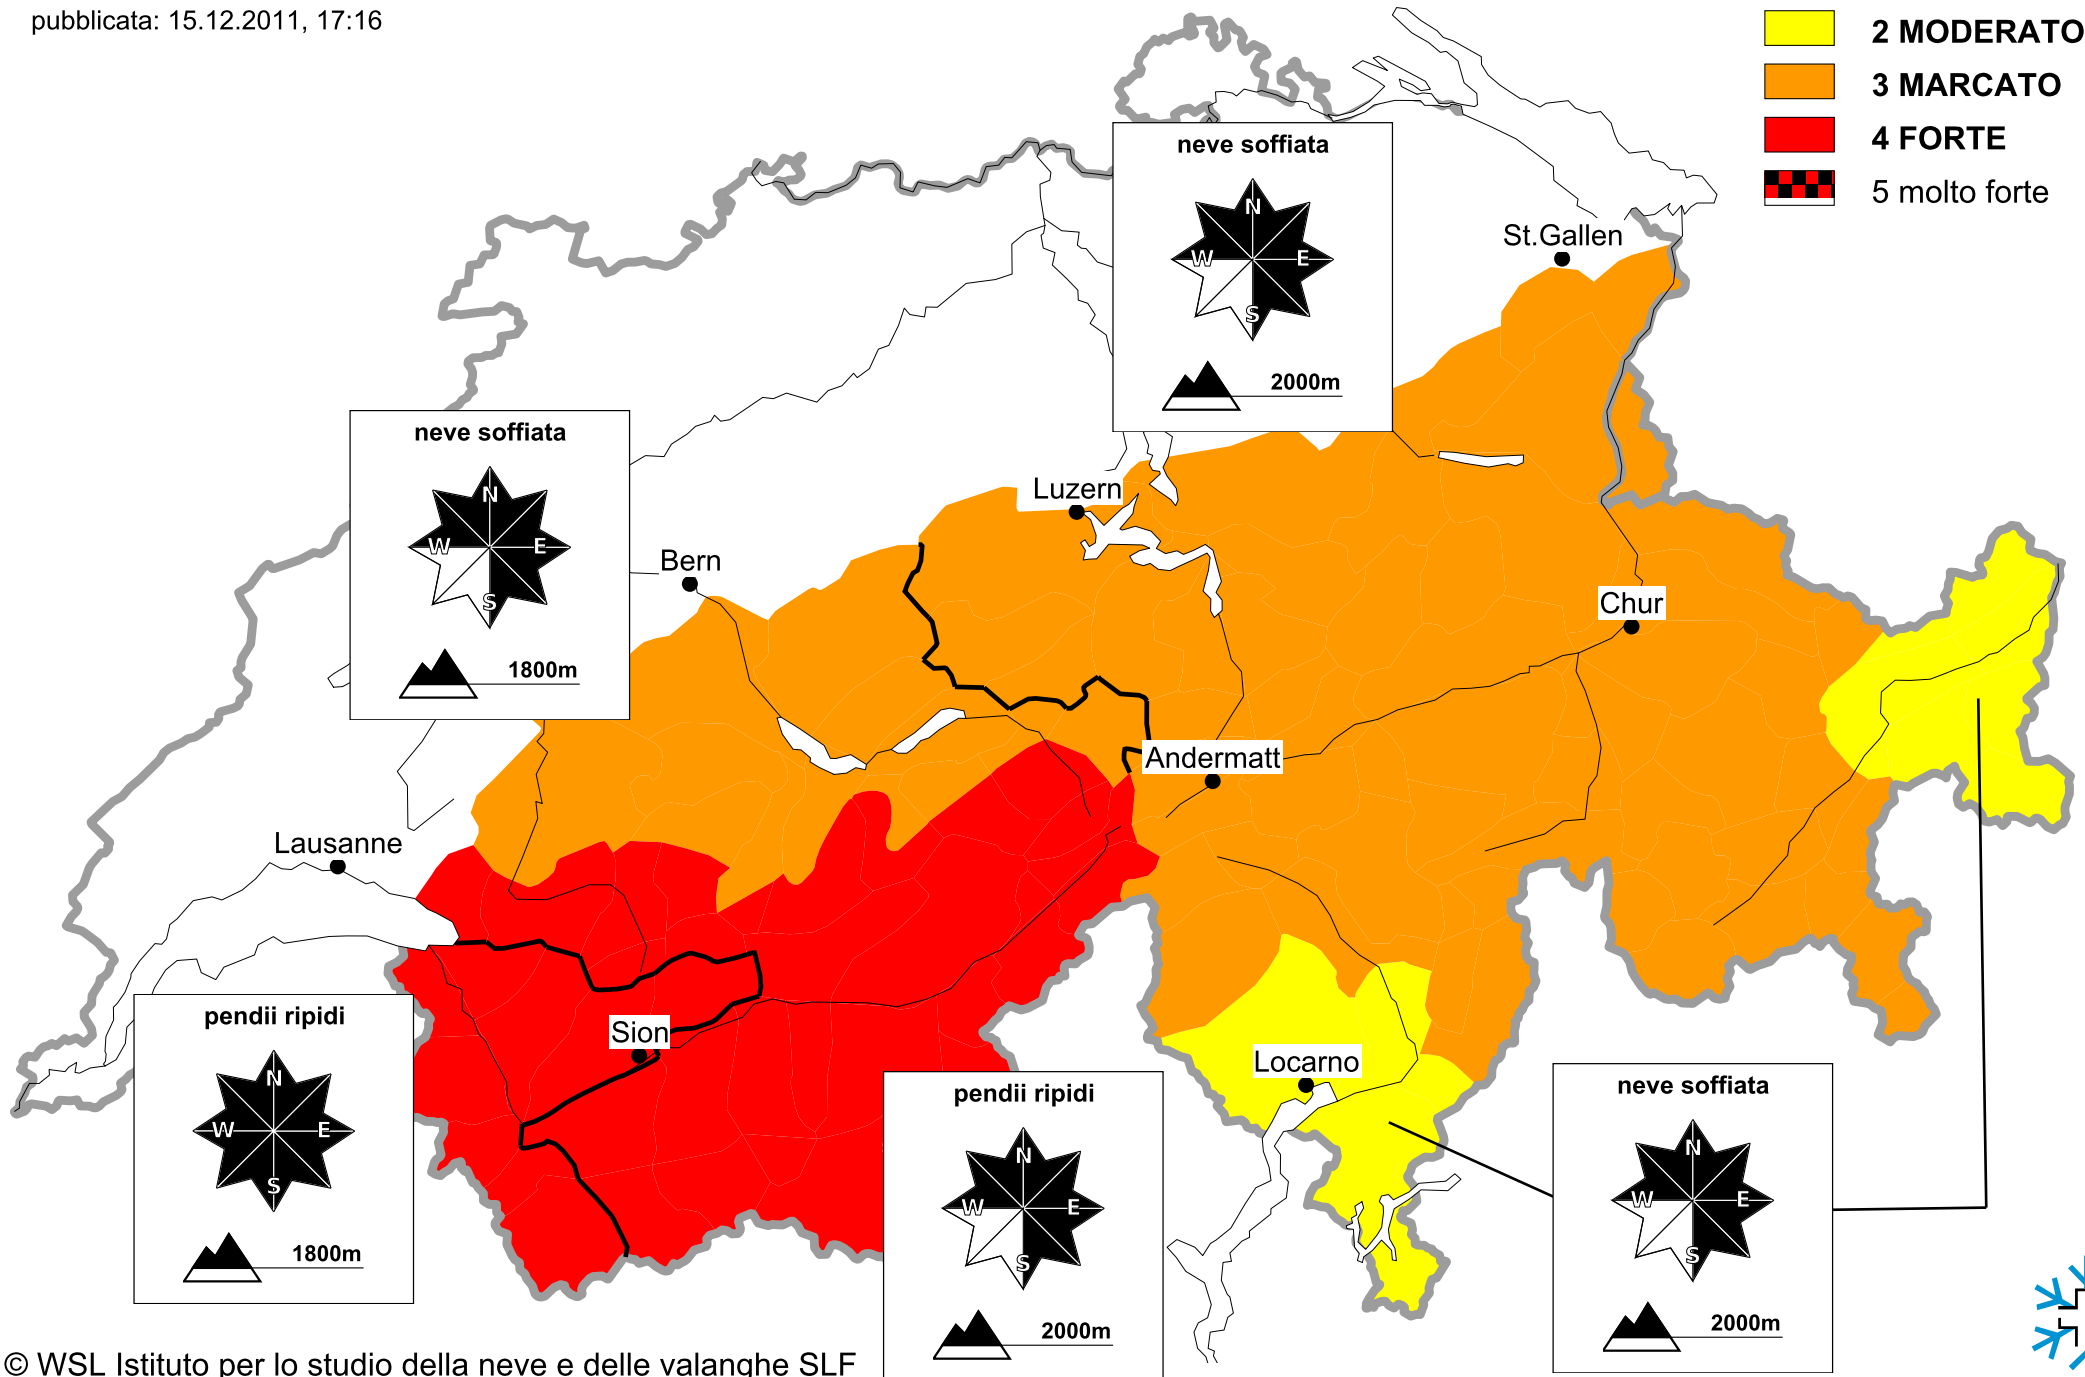 pubblicata: 15.12.2011, 17:16
2 MODERATO
3 MARCATO
4 FORTE
5 molto forte
neve soffiata
N
W
E
S
2000m
St.Gallen
neve soffiata
N
W
E
S
1800m
Luzern
Bern
Chur
Andermatt
Lausanne
Sion
Locarno
pendii ripidi
N
W
E
S
1800m
pendii ripidi
N
W
E
S
2000m
neve soffiata
N
W
E
S
2000m
© WSL Istituto per lo studio della neve e delle valanghe SLF